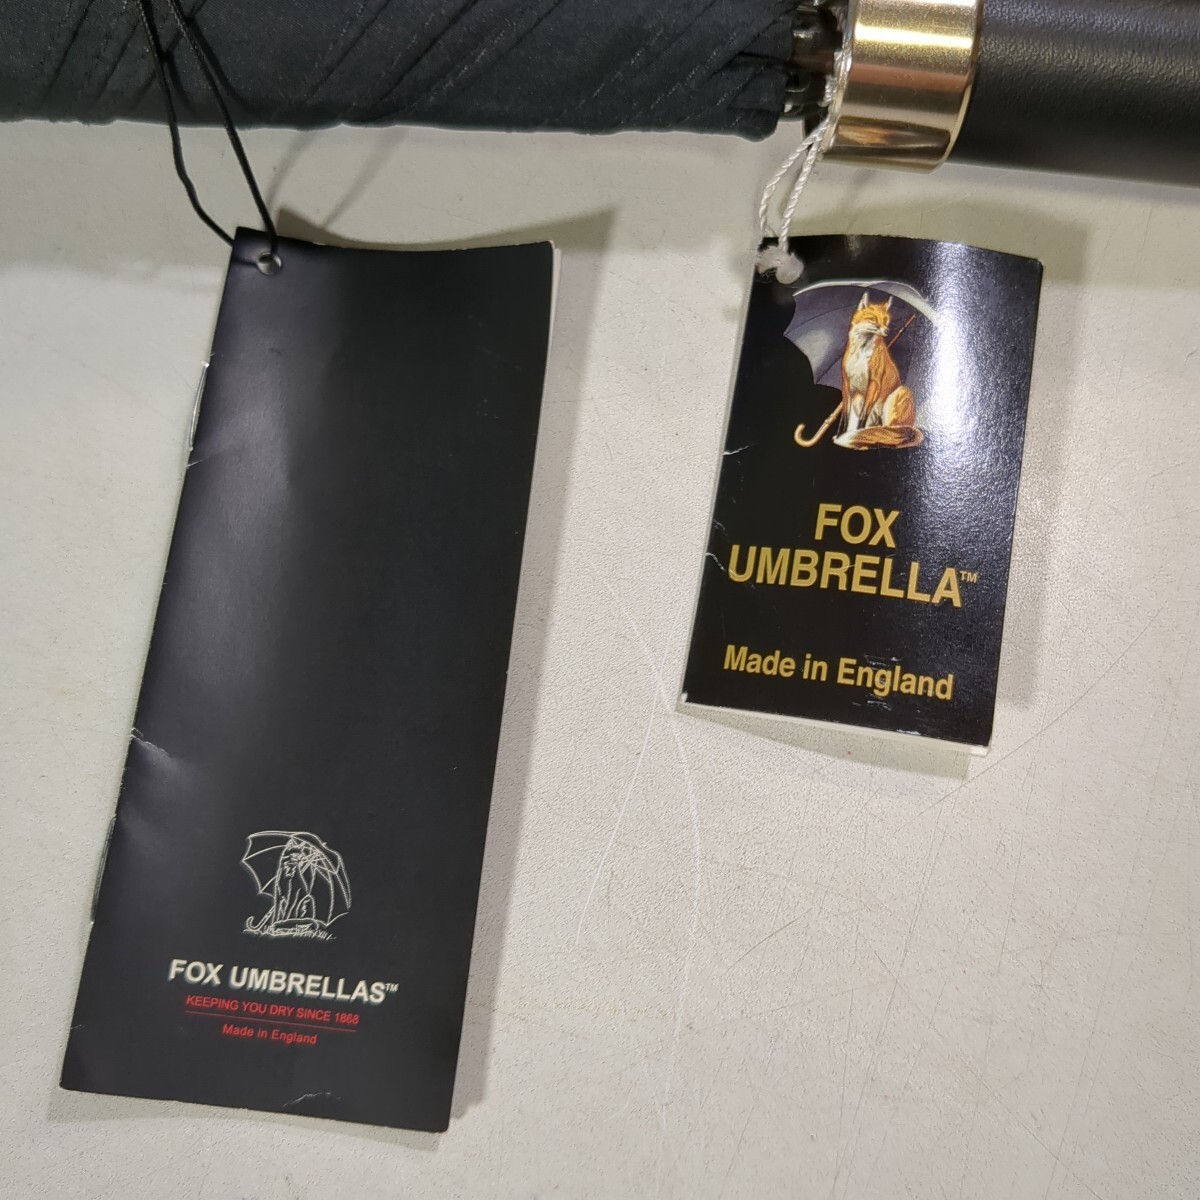 FOX UMBRELLAS™
KEEPING YOU DRY SINCE 1868
Made in England
FOX
UMBRELLA™
Made in England